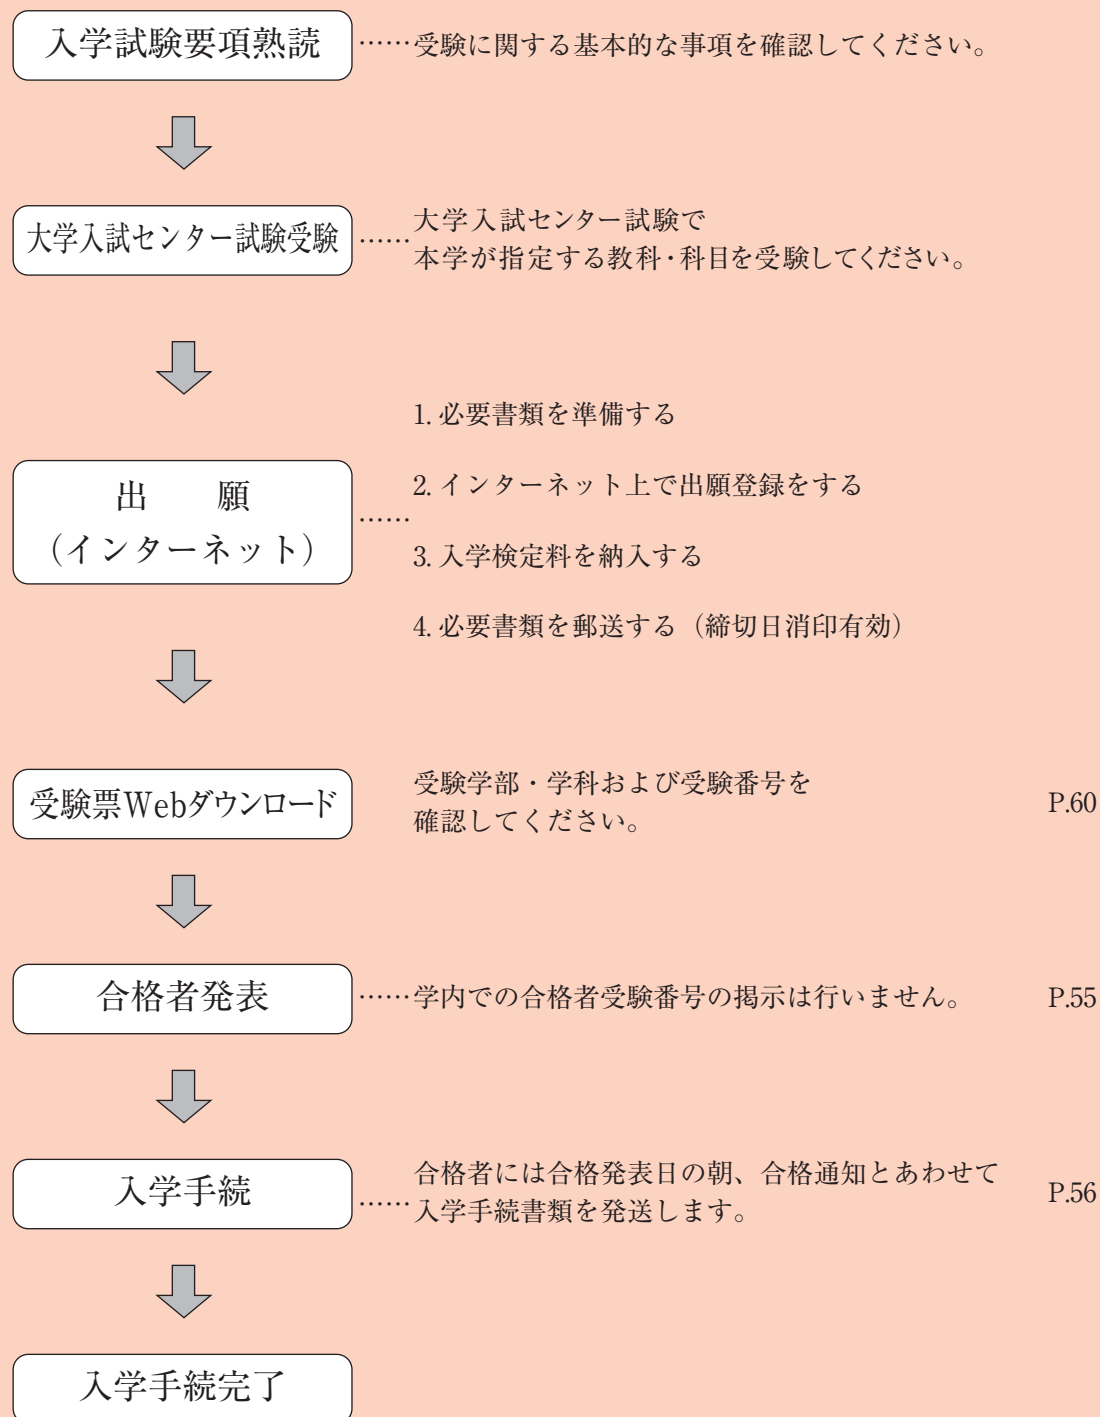 入学試験要項熟読 ……受験に関する基本的な事項を確認してください。
大学入試センター試験受験 ……大学入試センター試験で
本学が指定する教科・科目を受験してください。
出　　願
（インターネット）
……
1. 必要書類を準備する
2. インターネット上で出願登録をする
3. 入学検定料を納入する
4. 必要書類を郵送する（締切日消印有効）
受験票Webダウンロード
受験学部・学科および受験番号を
確認してください。
P.60
合格者発表 ……学内での合格者受験番号の掲示は行いません。 P.55
入学手続
合格者には合格発表日の朝、合格通知とあわせて
……入学手続書類を発送します。
P.56
入学手続完了